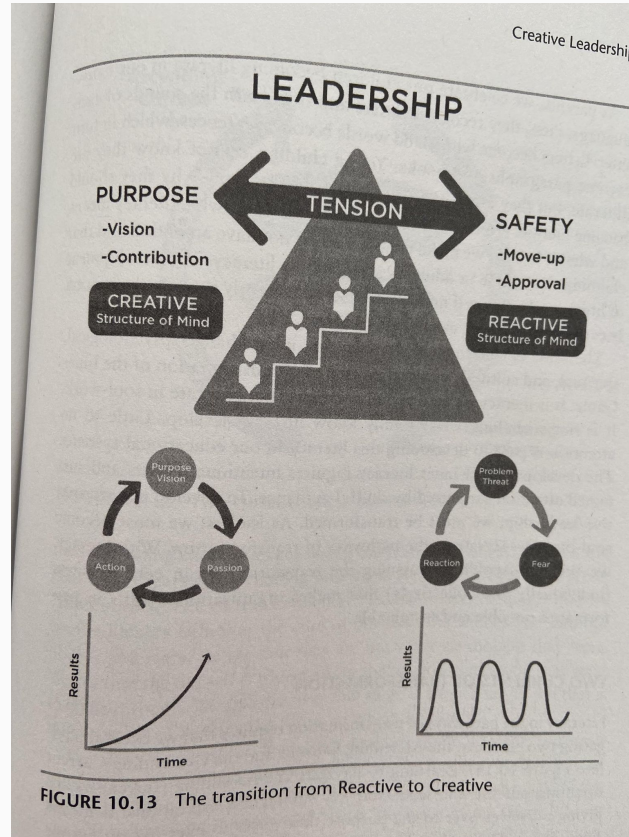 Creative Leadership
LEADERSHIP
TENSION
PURPOSE
-Vision
-Contribution
CREATIVE
Structure of Mind
SAFETY
-Move-up
-Approval
REACTIVE
Structure of Mind
Purpose
Vision
Passion
Action
Problem
Threat
Fear
Reaction
Results
Time
Results
Time
FIGURE 10.13 The transition from Reactive to Creative